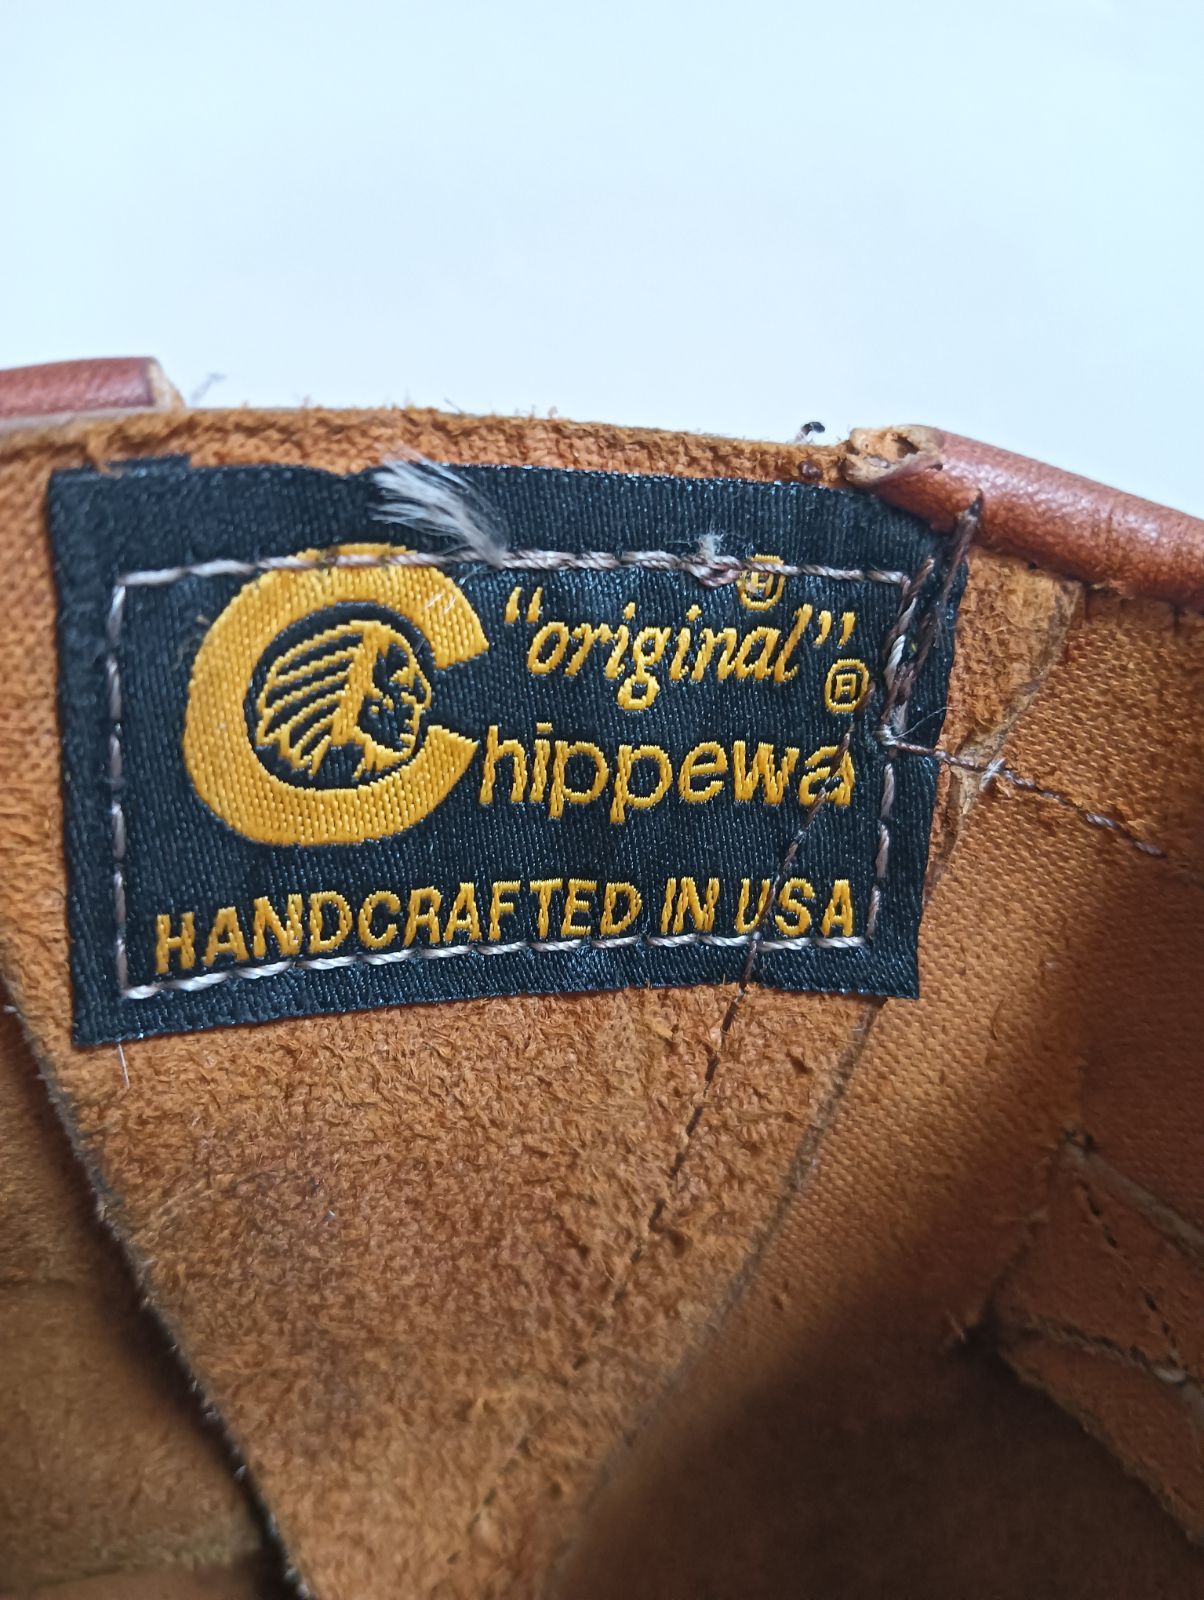 "original"®
Chippewa®
HANDCRAFTED IN USA